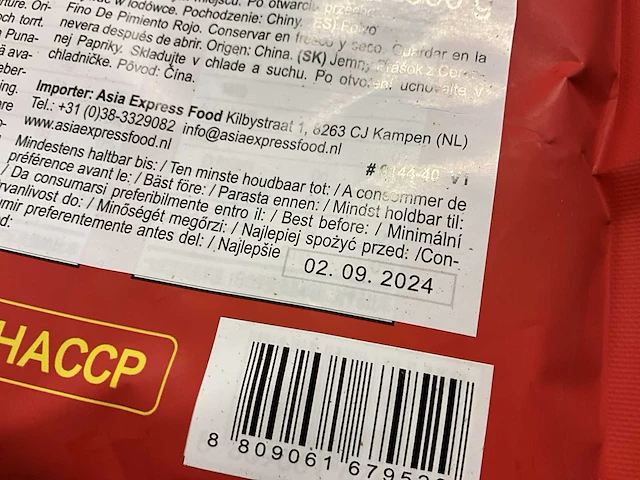 Fino De Pimiento Rojo. Conservar en fresco y seco. Guardar en la
nevera después de abrir. Origen: China. (SK) Jemný
nej Papriky. Skladujte v chlade a suchu. Po otvorení uchovajte v
chladničke. Pôvod: Čína.
Importer: Asia Express Food Kilbystraat 1, 8263 CJ Kampen (NL)
Tel.: +31 (0)38-3329082 info@asiaexpressfood.nl
www.asiaexpressfood.nl
Mindestens haltbar bis: / Ten minste houdbaar tot: / A consommer de
préférence avant le: / Bäst före: / Parasta ennen: / Mindst holdbar til:
/ Da consumarsi preferibilmente entro il: / Best before: / Minimální
rvanlivost do: / Minőségét megőrzi: / Najlepiej spożyć przed: /Con-
umir preferentemente antes del: / Najlepšie
02. 09. 2024
HACCP
8 809061